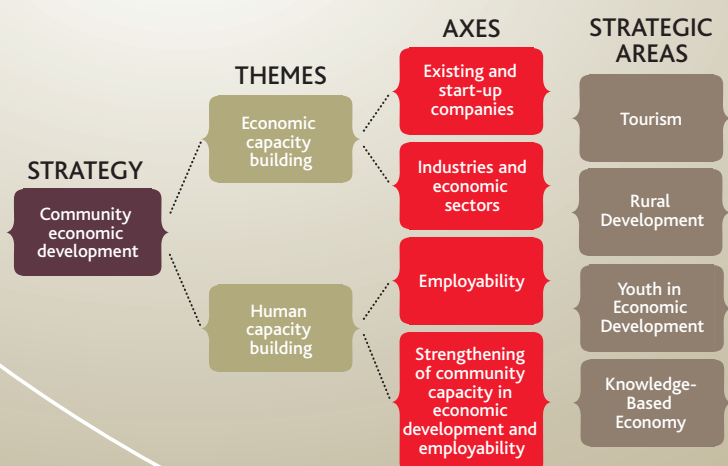 STRATEGY
Community
economic
development
THEMES
Economic
capacity
building
Human
capacity
building
AXES
Existing and
start-up
companies
Industries and
economic
sectors
Employability
Strengthening
of community
capacity in
economic
development and
employability
STRATEGIC
AREAS
Tourism
Rural
Development
Youth in
Economic
Development
Knowledge-
Based
Economy